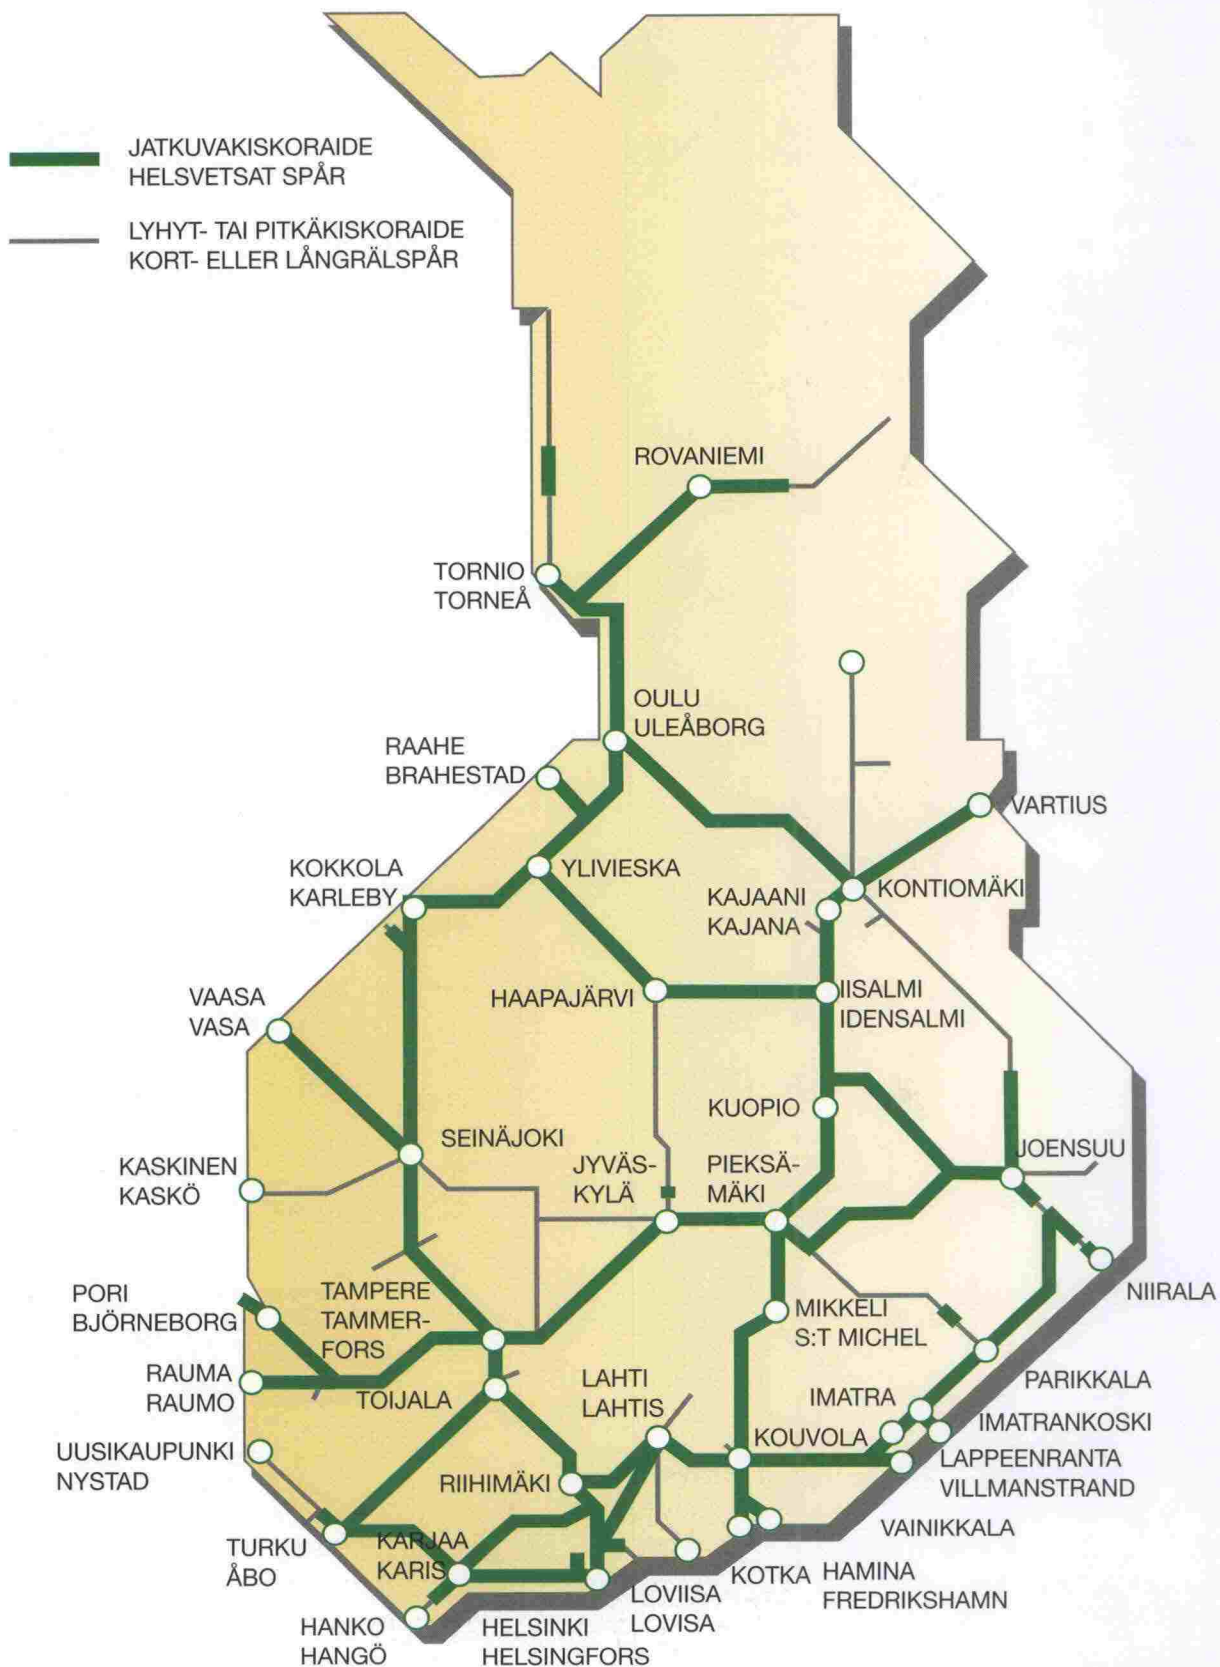 JATKUVAKISKORAIDE
HELSVETSAT SPÅR
LYHYT- TAI PITKÄKISKORAIDE
KORT- ELLER LÅNGRÄLSPÅR
ROVANIEMI
TORNIO
TORNEÅ
OULU
ULEÅBORG
RAAHE
BRAHESTAD
VARTIUS
KOKKOLA
KARLEBY
YLIVIESKA
KAJAANI
KAJANA
KONTIOMÄKI
VAASA
VASA
HAAPAJÄRVI
IISALMI
IDENSALMI
KUOPIO
SEINÄJOKI
JOENSUU
KASKINEN
KASKÖ
JYVÄS-
KYLÄ
PIEKSÄ-
MÄKI
NIIRALA
PORI
BJÖRNEBORG
TAMPERE
TAMMER-
FORS
MIKKELI
S:T MICHEL
RAUMA
RAUMO
TOIJALA
LAHTI
LAHTIS
PARIKKALA
IMATRA
IMATRANKOSKI
UUSIKAUPUNKI
NYSTAD
RIIHIMÄKI
KOUVOLA
LAPPEENRANTA
VILLMANSTRAND
VAINIKKALA
TURKU
ÅBO
KARJAA
KARIS
LOVIISA
LOVISA
KOTKA
HAMINA
FREDRIKSHAMN
HANKO
HANGÖ
HELSINKI
HELSINGFORS